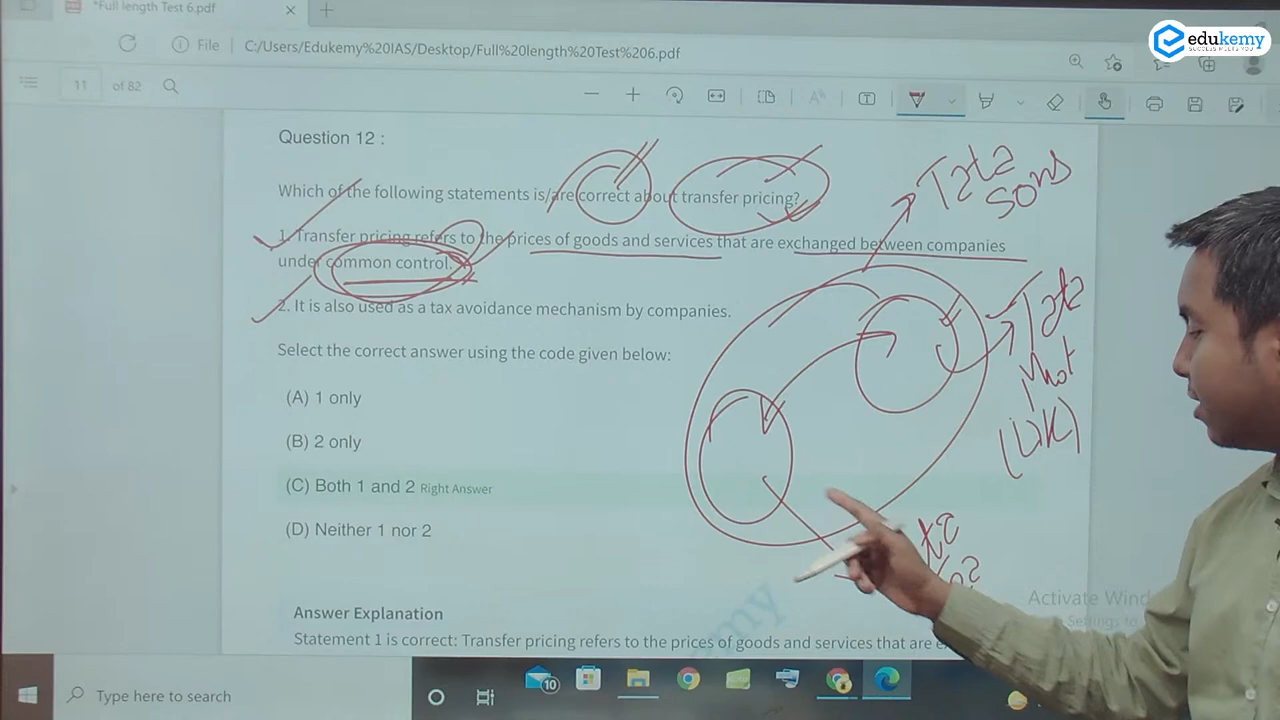 *Full length Test 6.pdf
File C:/Users/Edukemy%20IAS/Desktop/Full%20length%20Test%206.pdf
edukemy
11 of 82
Question 12 :
Which of the following statements is/are correct about transfer pricing?
1. Transfer pricing refers to the prices of goods and services that are exchanged between companies
under common control.
2. It is also used as a tax avoidance mechanism by companies.
Select the correct answer using the code given below:
(A) 1 only
(B) 2 only
(C) Both 1 and 2 Right Answer
(D) Neither 1 nor 2
Tata
sons
Tata
(UK)
Answer Explanation
Statement 1 is correct: Transfer pricing refers to the prices of goods and services that are
Activate Wind
Settings to
Type here to search
10